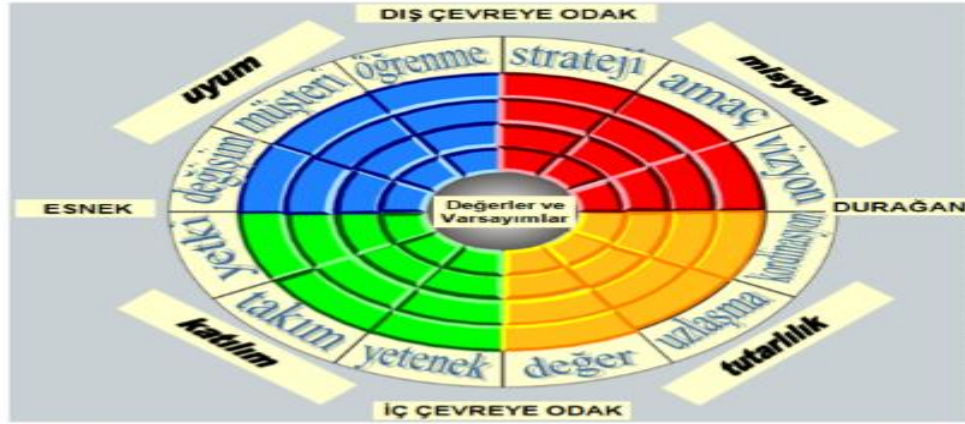 DIŞ ÇEVREYE ODAK
uyum
misyon
öğrenme
strateji
müşteri
amaç
değişim
vizyon
ESNEK
Değerler ve
Varsayımlar
DURAĞAN
yetki
kordinasyon
takım
uzlaşma
yetenek
değer
katılım
tutarlılık
İÇ ÇEVREYE ODAK